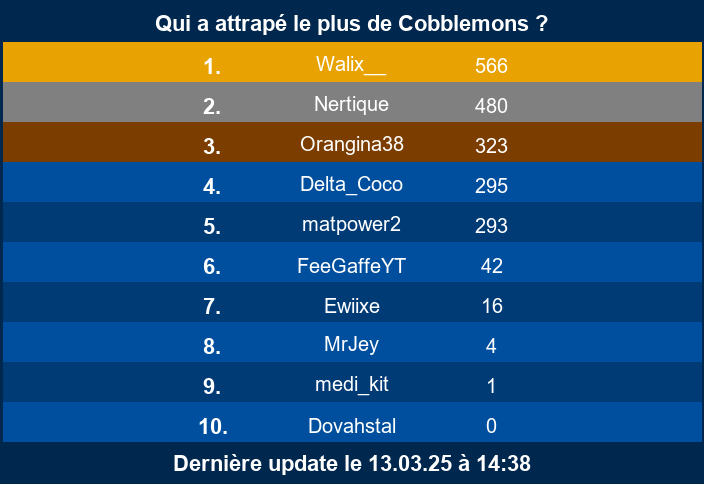 Qui a attrapé le plus de Cobblemons ?
1. Walix__ 566
2. Nertique 480
3. Orangina38 323
4. Delta_Coco 295
5. matpower2 293
6. FeeGaffeYT 42
7. Ewiixe 16
8. MrJey 4
9. medi_kit 1
10. Dovahstal 0
Dernière update le 13.03.25 à 14:38